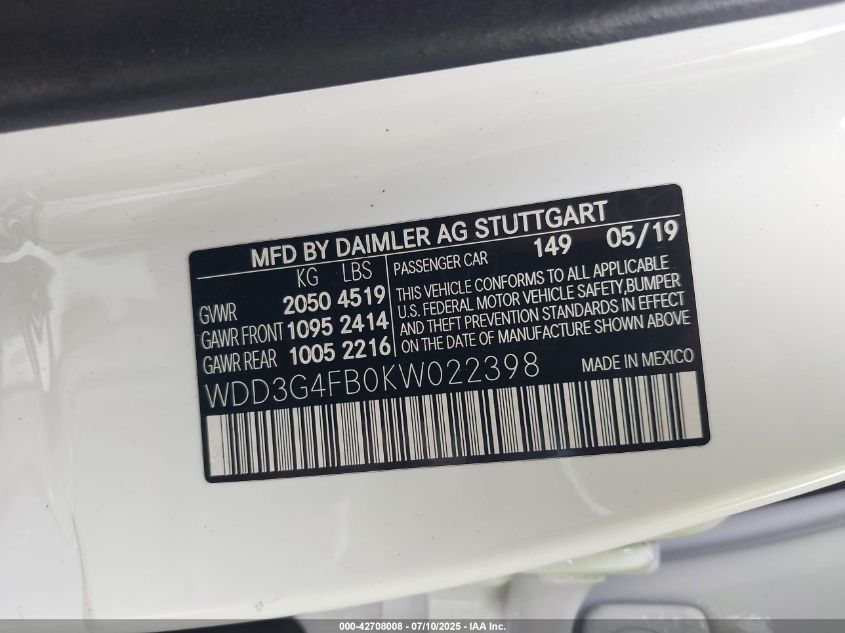 MFD BY DAIMLER AG STUTTGART
KG LBS
GVWR 2050 4519
GAWR FRONT 1095 2414
GAWR REAR 1005 2216
PASSENGER CAR 149 05/19
THIS VEHICLE CONFORMS TO ALL APPLICABLE
U.S. FEDERAL MOTOR VEHICLE SAFETY, BUMPER
AND THEFT PREVENTION STANDARDS IN EFFECT
ON THE DATE OF MANUFACTURE SHOWN ABOVE
WDD3G4FB0KW022398 MADE IN MEXICO
000-42708008 - 07/10/2025 - IAA Inc.